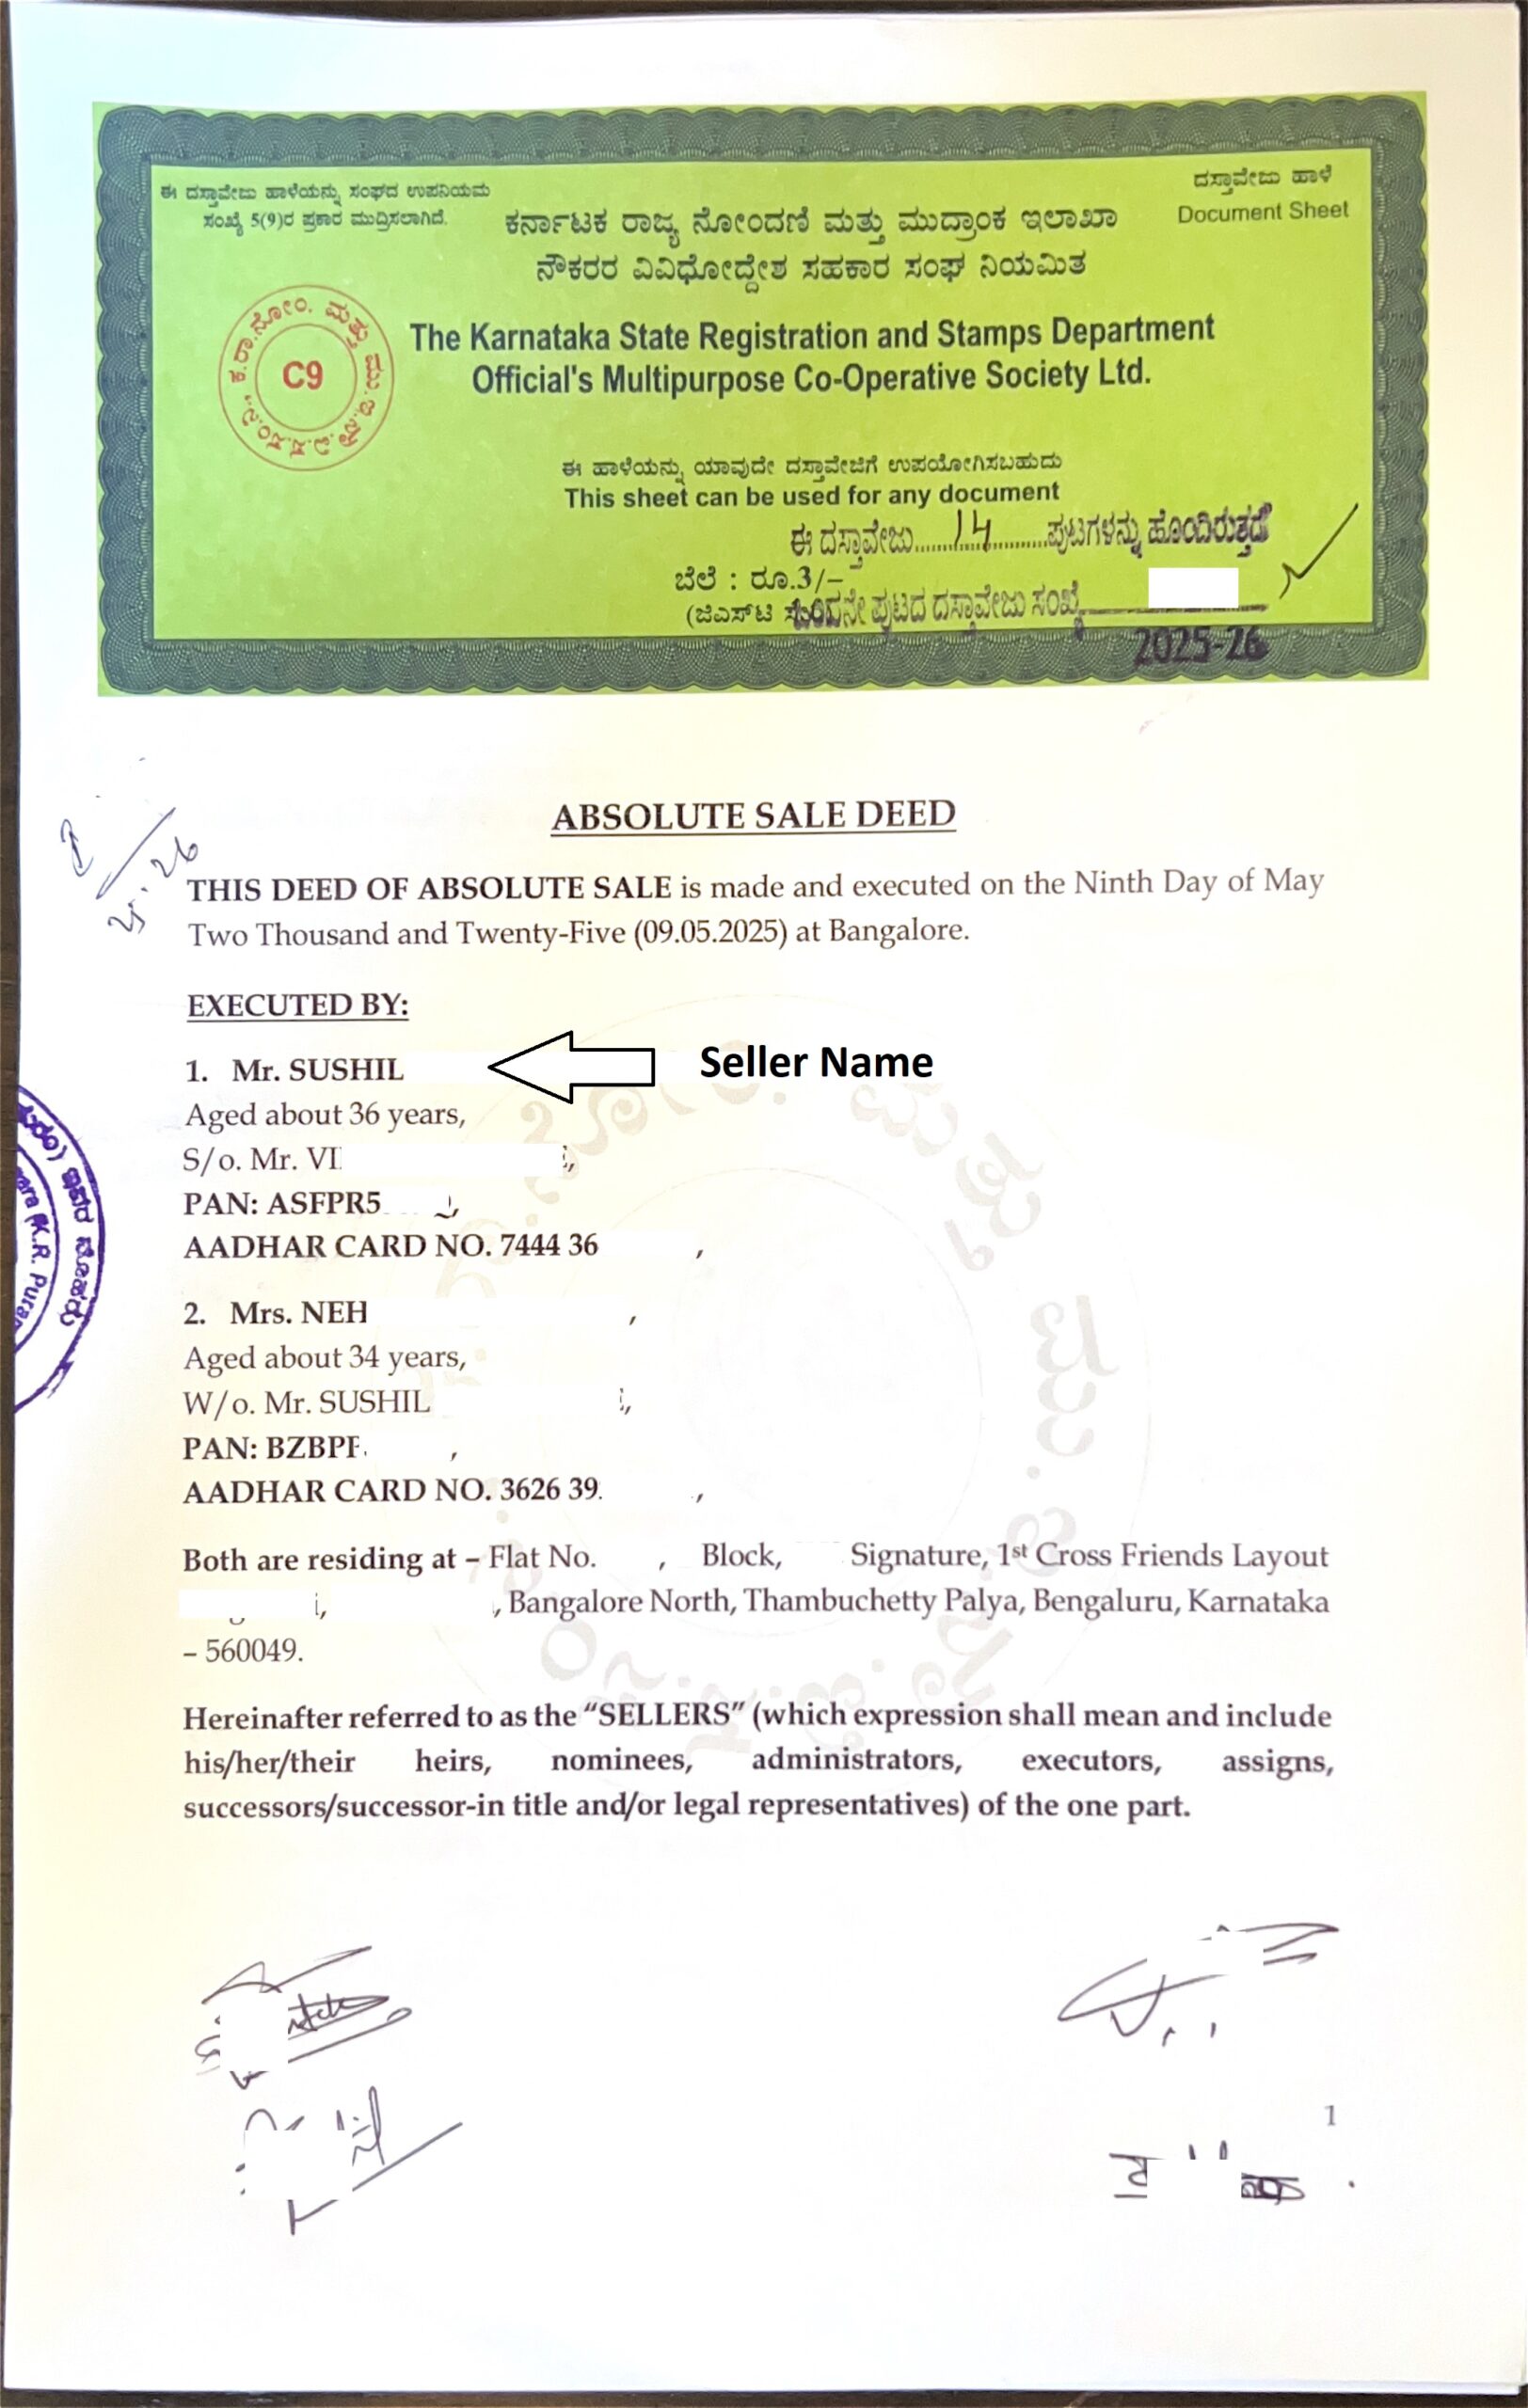 ಈ ದಸ್ತಾವೇಜು ಹಾಳೆಯನ್ನು ಸಂಘದ ಉಪನಿಯಮ
ಸಂಖ್ಯೆ 5(9)ರ ಪ್ರಕಾರ ಮುದ್ರಿಸಲಾಗಿದೆ.
ದಸ್ತಾವೇಜು ಹಾಳೆ
Document Sheet
ಕರ್ನಾಟಕ ರಾಜ್ಯ ನೋಂದಣಿ ಮತ್ತು ಮುದ್ರಾಂಕ ಇಲಾಖಾ
ನೌಕರರ ವಿವಿಧೋದ್ದೇಶ ಸಹಕಾರ ಸಂಘ ನಿಯಮಿತ
C9
The Karnataka State Registration and Stamps Department
Official's Multipurpose Co-Operative Society Ltd.
ಈ ಹಾಳೆಯನ್ನು ಯಾವುದೇ ದಸ್ತಾವೇಜಿಗೆ ಉಪಯೋಗಿಸಬಹುದು
This sheet can be used for any document
ಈ ದಸ್ತಾವೇಜು.......14.......ಪುಟಗಳನ್ನು ಹೊಂದಿರುತ್ತದೆ
ಬೆಲೆ : ರೂ.3/-
(ಜಿಎಸ್‌ಟಿ
ಪುಟದ ದಸ್ತಾವೇಜು ಸಂಖ್ಯೆ
2025-26
ABSOLUTE SALE DEED
THIS DEED OF ABSOLUTE SALE is made and executed on the Ninth Day of May
Two Thousand and Twenty-Five (09.05.2025) at Bangalore.
EXECUTED BY:
1. Mr. SUSHIL
Seller Name
Aged about 36 years,
S/o. Mr. VI ,
PAN: ASFPR5 ,
AADHAR CARD NO. 7444 36 ,
2. Mrs. NEH ,
Aged about 34 years,
W/o. Mr. SUSHIL ,
PAN: BZBPF ,
AADHAR CARD NO. 3626 39 ,
Both are residing at – Flat No. , Block, Signature, 1st Cross Friends Layout
, , Bangalore North, Thambuchetty Palya, Bengaluru, Karnataka
– 560049.
Hereinafter referred to as the “SELLERS” (which expression shall mean and include
his/her/their heirs, nominees, administrators, executors, assigns,
successors/successor-in title and/or legal representatives) of the one part.
1